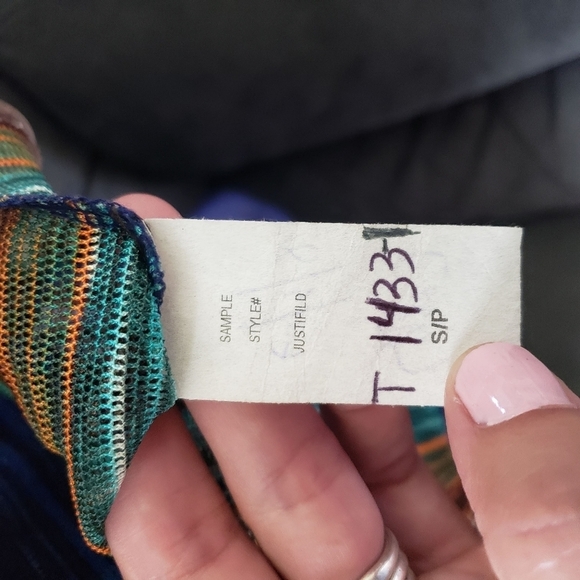 SAMPLE
STYLE#
JUSTIFILD
T 1433
S/P